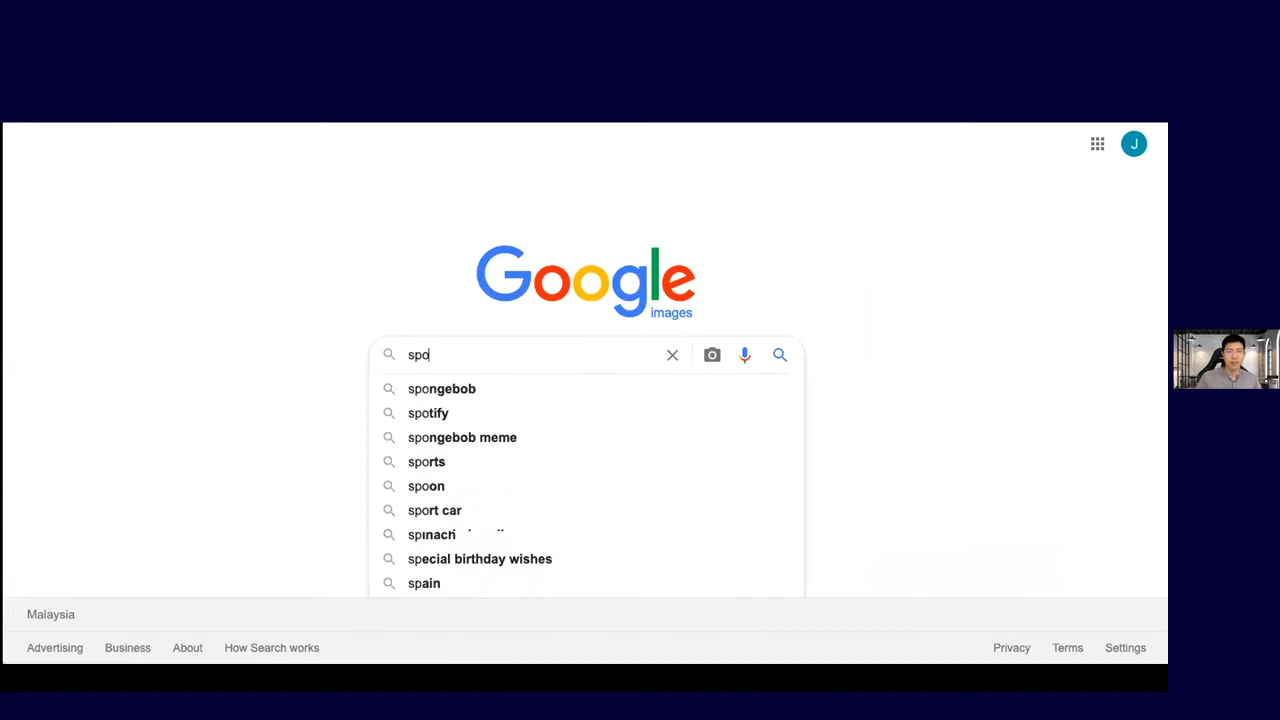 J
Google
images
spo
spongebob
spotify
spongebob meme
sports
spoon
sport car
special birthday wishes
spain
Malaysia
Advertising Business About How Search works Privacy Terms Settings